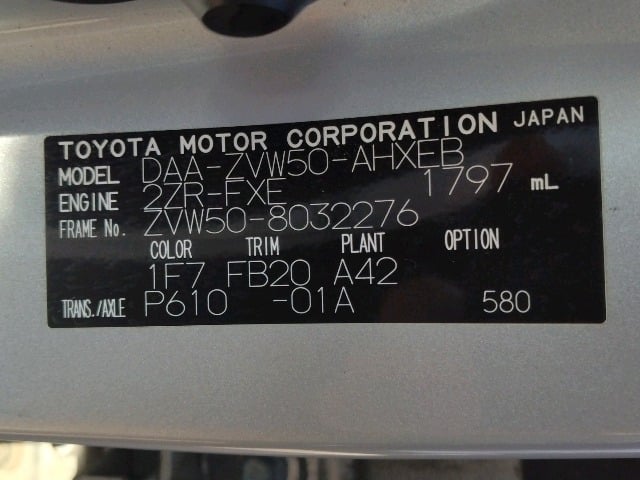 TOYOTA MOTOR CORPORATION JAPAN
MODEL DAA-ZVW50-AHXEB
ENGINE 2ZR-FXE 1797 mL
FRAME No. ZVW50-8032276
COLOR TRIM PLANT OPTION
1F7 FB20 A42
TRANS./AXLE P610 -01A 580